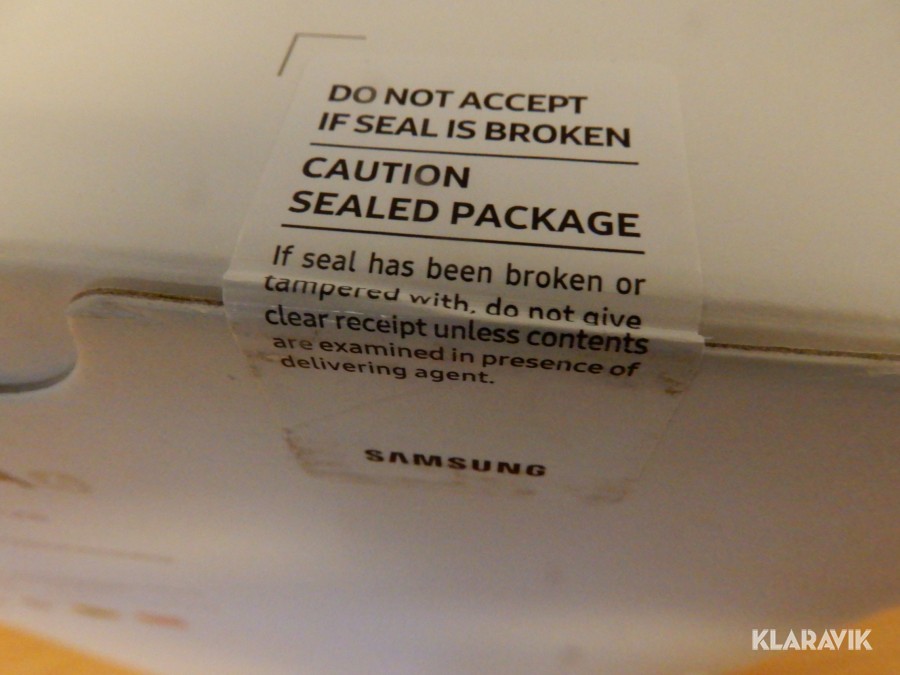 DO NOT ACCEPT
IF SEAL IS BROKEN
CAUTION
SEALED PACKAGE
If seal has been broken or
tampered with, do not give
clear receipt unless contents
are examined in presence of
delivering agent.
SAMSUNG
KLARAVIK